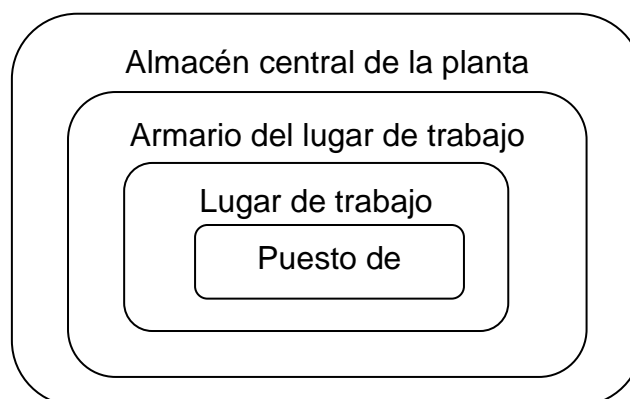 Almacén central de la planta
Armario del lugar de trabajo
Lugar de trabajo
Puesto de